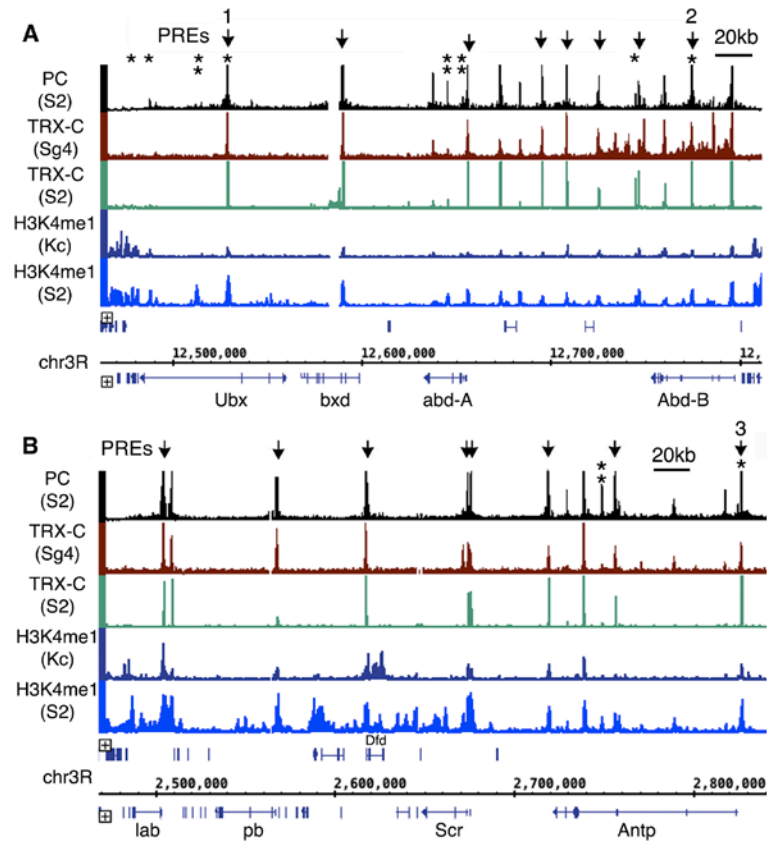 A
1
2
PREs
20kb
* * * * * * * *
* * *
PC
(S2)
TRX-C
(Sg4)
TRX-C
(S2)
H3K4me1
(Kc)
H3K4me1
(S2)
chr3R
12,500,000
12,600,000
12,700,000
12,
Ubx
bxd
abd-A
Abd-B
B
3
PREs
20kb
* *
*
PC
(S2)
TRX-C
(Sg4)
TRX-C
(S2)
H3K4me1
(Kc)
H3K4me1
(S2)
Dfd
chr3R
2,500,000
2,600,000
2,700,000
2,800,000
lab
pb
Scr
Antp